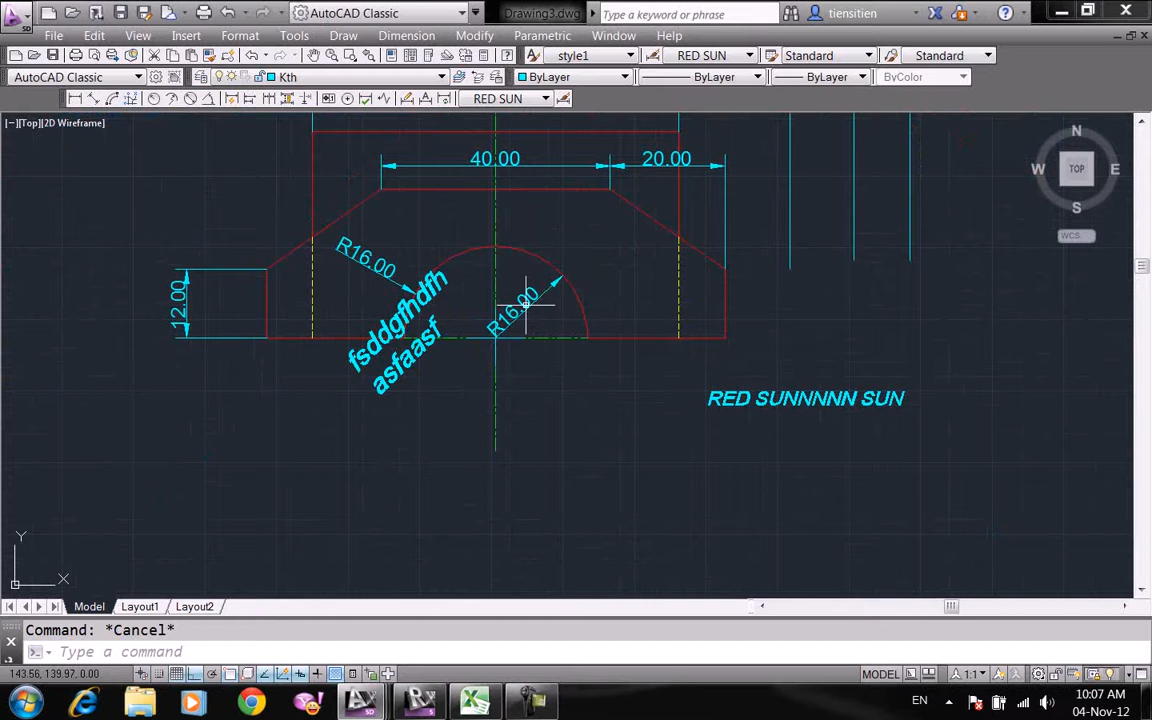 AutoCAD Classic
Drawing3.dwg
Type a keyword or phrase
tiensitien
File Edit View Insert Format Tools Draw Dimension Modify Parametric Window Help
style1
RED SUN
Standard
Standard
AutoCAD Classic
Kth
ByLayer
ByLayer
ByLayer
ByColor
RED SUN
[−][Top][2D Wireframe]
N
W
TOP
E
S
WCS
40.00
20.00
R16.00
12.00
R16.00
fsddgfhdfh
asfaasf
RED SUNNNNN SUN
Y
X
Model
Layout1
Layout2
Command: *Cancel*
Type a command
143.56, 139.97, 0.00
MODEL
1:1
EN
10:07 AM
04-Nov-12